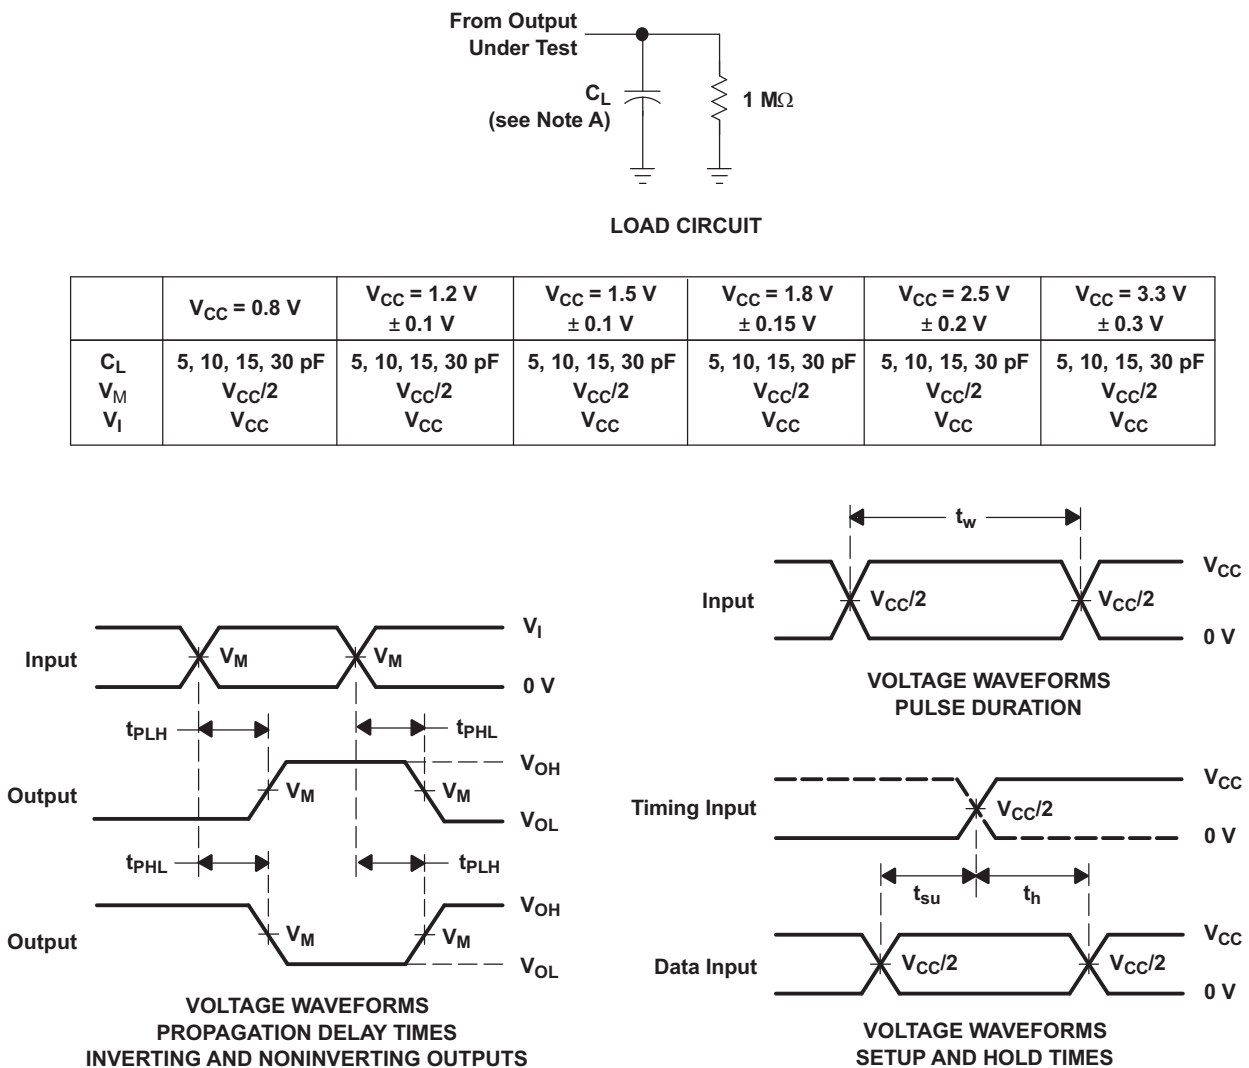 From Output
Under Test
CL
(see Note A)
1 MΩ
LOAD CIRCUIT
VCC = 0.8 V
VCC = 1.2 V
± 0.1 V
VCC = 1.5 V
± 0.1 V
VCC = 1.8 V
± 0.15 V
VCC = 2.5 V
± 0.2 V
VCC = 3.3 V
± 0.3 V
CL 5, 10, 15, 30 pF 5, 10, 15, 30 pF 5, 10, 15, 30 pF 5, 10, 15, 30 pF 5, 10, 15, 30 pF 5, 10, 15, 30 pF
VM VCC/2 VCC/2 VCC/2 VCC/2 VCC/2 VCC/2
VI VCC VCC VCC VCC VCC VCC
Input
VM
VM
VI
0 V
tPLH
tPHL
Output
VM
VM
VOH
VOL
tPHL
tPLH
Output
VM
VM
VOH
VOL
VOLTAGE WAVEFORMS
PROPAGATION DELAY TIMES
INVERTING AND NONINVERTING OUTPUTS
tw
Input
VCC/2
VCC/2
VCC
0 V
VOLTAGE WAVEFORMS
PULSE DURATION
Timing Input
VCC/2
VCC
0 V
tsu
th
Data Input
VCC/2
VCC/2
VCC
0 V
VOLTAGE WAVEFORMS
SETUP AND HOLD TIMES